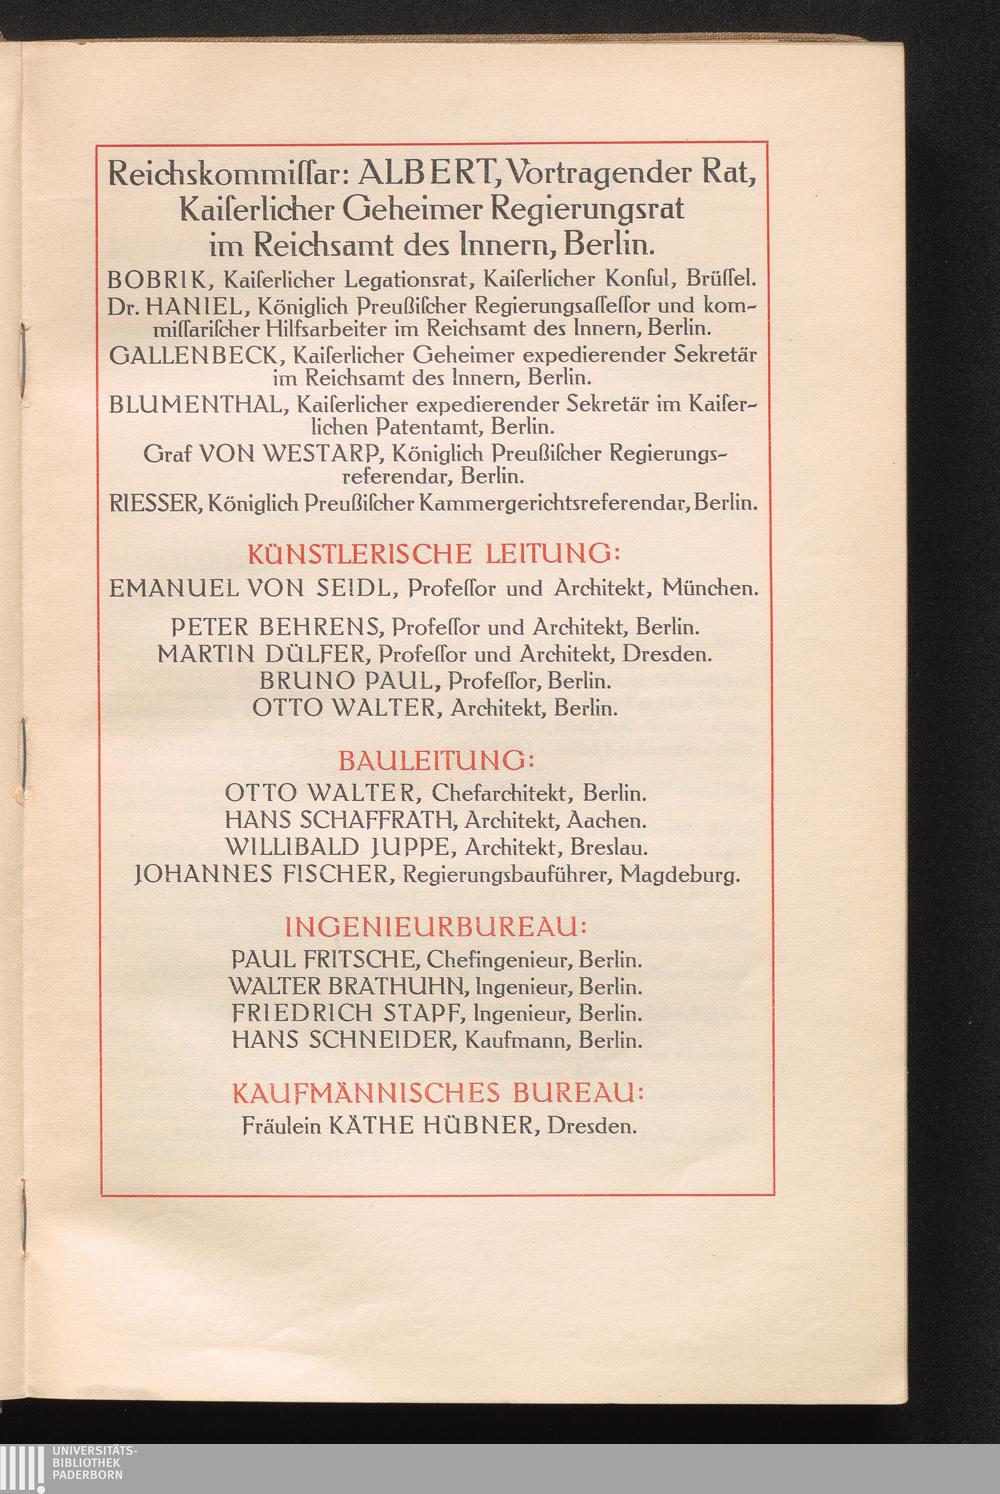 Reichskommiſſar: ALBERT, Vortragender Rat,
Kaiſerlicher Geheimer Regierungsrat
im Reichsamt des Innern, Berlin.
BOBRIK, Kaiſerlicher Legationsrat, Kaiſerlicher Konſul, Brüſſel.
Dr. HANIEL, Königlich Preußiſcher Regierungsaſſeſſor und kom-
miſſariſcher Hilfsarbeiter im Reichsamt des Innern, Berlin.
GALLENBECK, Kaiſerlicher Geheimer expedierender Sekretär
im Reichsamt des Innern, Berlin.
BLUMENTHAL, Kaiſerlicher expedierender Sekretär im Kaiſer-
lichen Patentamt, Berlin.
Graf VON WESTARP, Königlich Preußiſcher Regierungs-
referendar, Berlin.
RIESSER, Königlich Preußiſcher Kammergerichtsreferendar, Berlin.
KÜNSTLERISCHE LEITUNG:
EMANUEL VON SEIDL, Profeſſor und Architekt, München.
PETER BEHRENS, Profeſſor und Architekt, Berlin.
MARTIN DÜLFER, Profeſſor und Architekt, Dresden.
BRUNO PAUL, Profeſſor, Berlin.
OTTO WALTER, Architekt, Berlin.
BAULEITUNG:
OTTO WALTER, Chefarchitekt, Berlin.
HANS SCHAFFRATH, Architekt, Aachen.
WILLIBALD JUPPE, Architekt, Breslau.
JOHANNES FISCHER, Regierungsbauführer, Magdeburg.
INGENIEURBUREAU:
PAUL FRITSCHE, Chefingenieur, Berlin.
WALTER BRATHUHN, Ingenieur, Berlin.
FRIEDRICH STAPF, Ingenieur, Berlin.
HANS SCHNEIDER, Kaufmann, Berlin.
KAUFMÄNNISCHES BUREAU:
Fräulein KÄTHE HÜBNER, Dresden.
UNIVERSITÄTS-
BIBLIOTHEK
PADERBORN